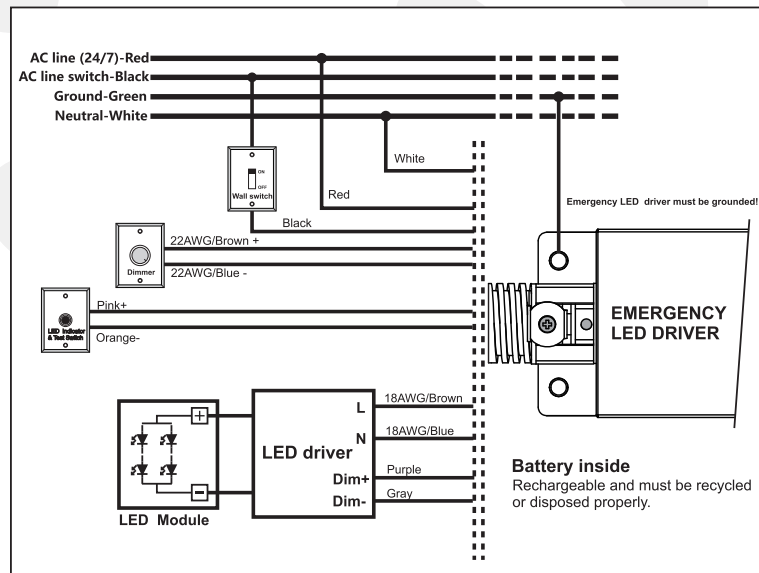 AC line (24/7)-Red
AC line switch-Black
Ground-Green
Neutral-White
White
ON
OFF
Wall switch
Red
Black
Emergency LED driver must be grounded!
22AWG/Brown +
Dimmer
22AWG/Blue -
Pink+
LED Indicator
& Test Switch
Orange-
EMERGENCY
LED DRIVER
L
18AWG/Brown
N
18AWG/Blue
LED driver
Dim+
Purple
Dim-
Gray
+
−
LED Module
Battery inside
Rechargeable and must be recycled
or disposed properly.